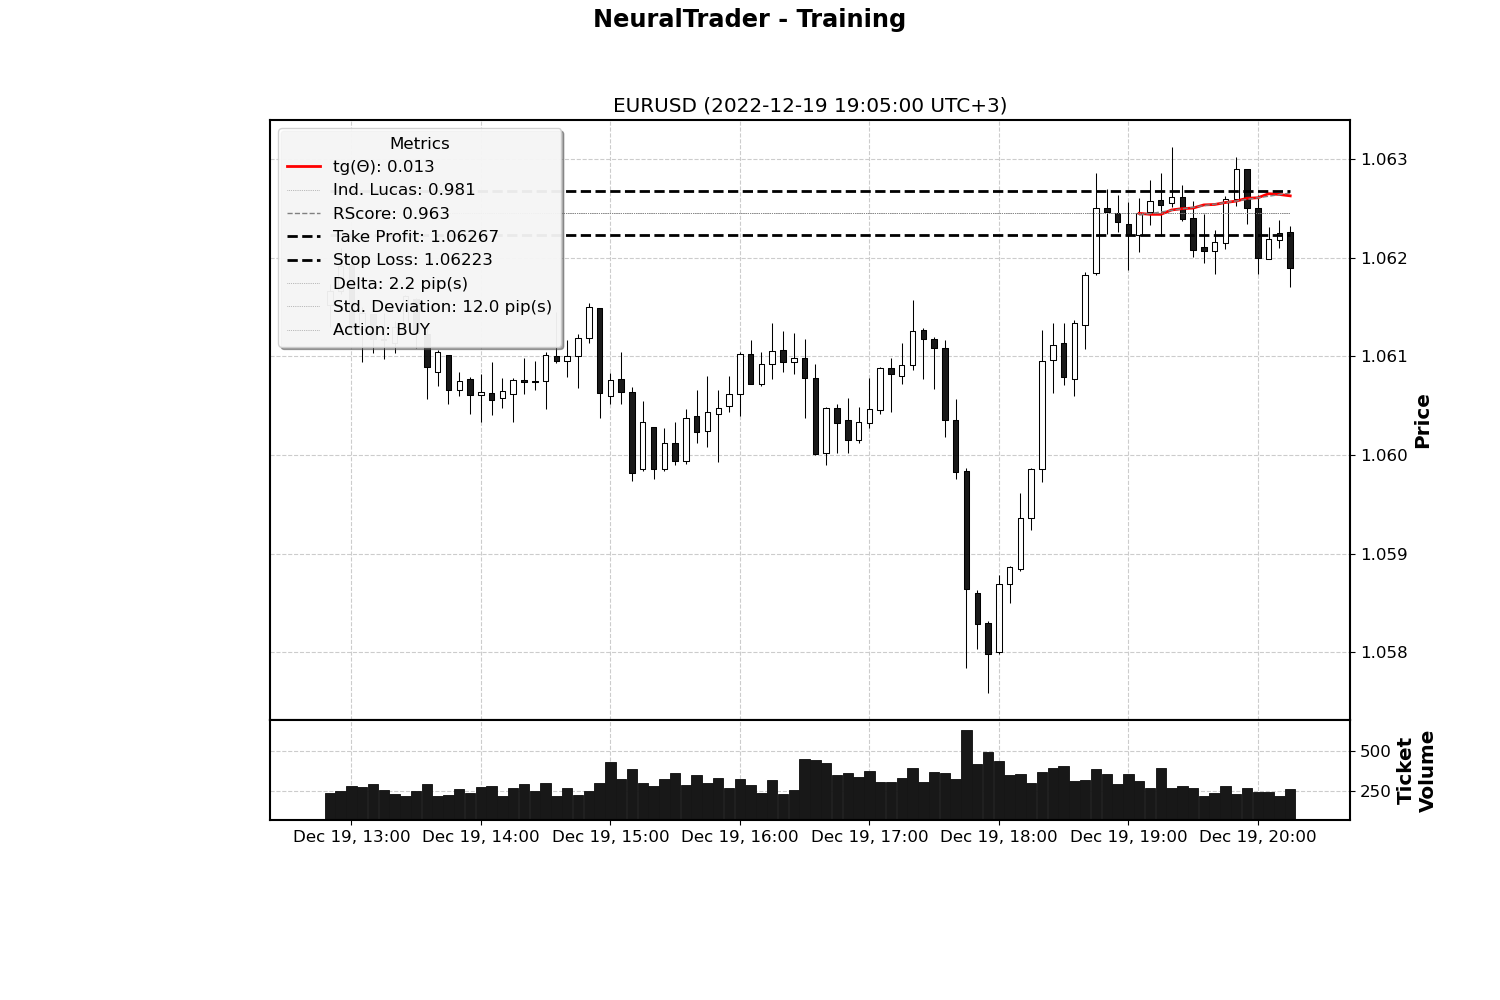 NeuralTrader - Training
EURUSD (2022-12-19 19:05:00 UTC+3)
Metrics
tg(Θ): 0.013
Ind. Lucas: 0.981
RScore: 0.963
Take Profit: 1.06267
Stop Loss: 1.06223
Delta: 2.2 pip(s)
Std. Deviation: 12.0 pip(s)
Action: BUY
1.063
1.062
1.061
1.060
1.059
1.058
Price
500
250
Ticket
Volume
Dec 19, 13:00
Dec 19, 14:00
Dec 19, 15:00
Dec 19, 16:00
Dec 19, 17:00
Dec 19, 18:00
Dec 19, 19:00
Dec 19, 20:00